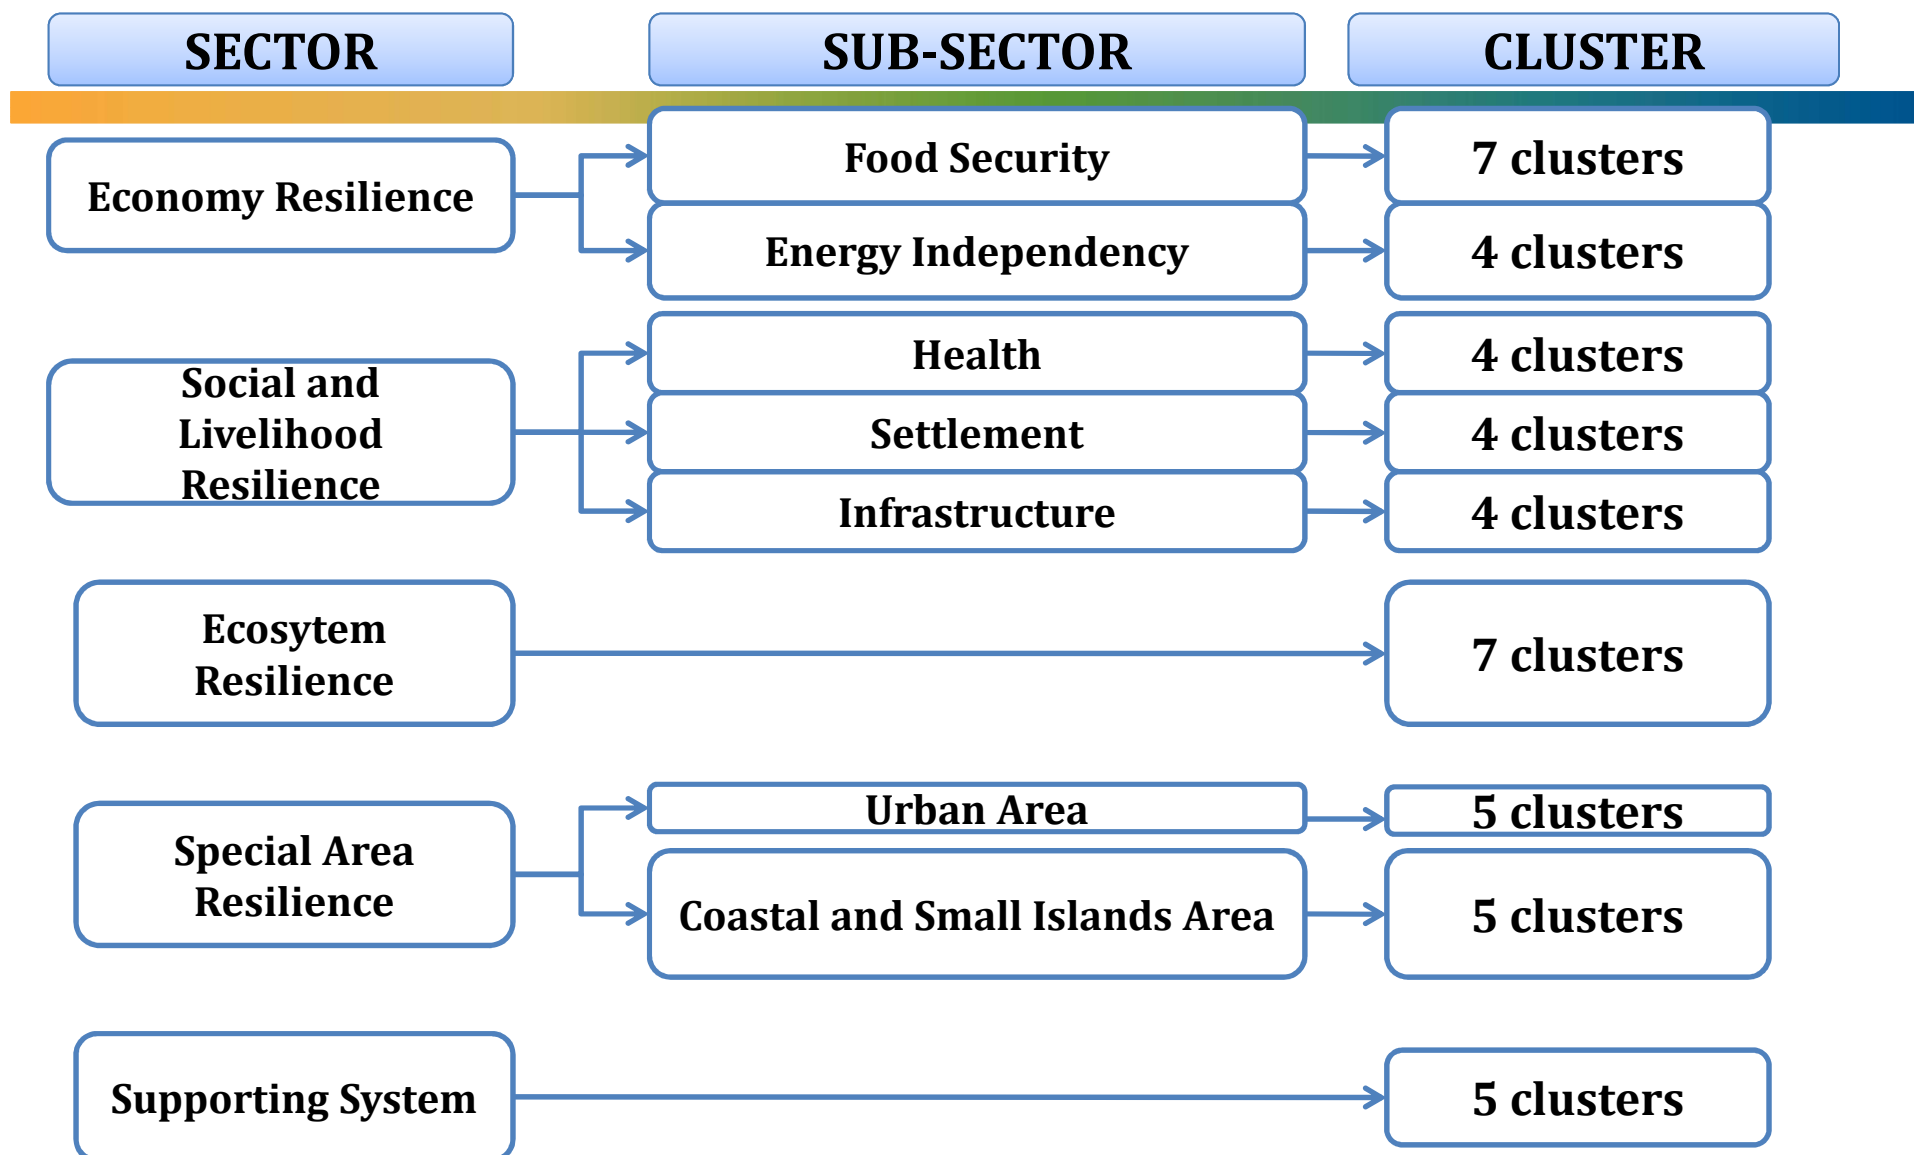 SECTOR
SUB-SECTOR
CLUSTER
Economy Resilience
Food Security
7 clusters
Energy Independency
4 clusters
Social and
Livelihood
Resilience
Health
4 clusters
Settlement
4 clusters
Infrastructure
4 clusters
Ecosytem
Resilience
7 clusters
Special Area
Resilience
Urban Area
5 clusters
Coastal and Small Islands Area
5 clusters
Supporting System
5 clusters